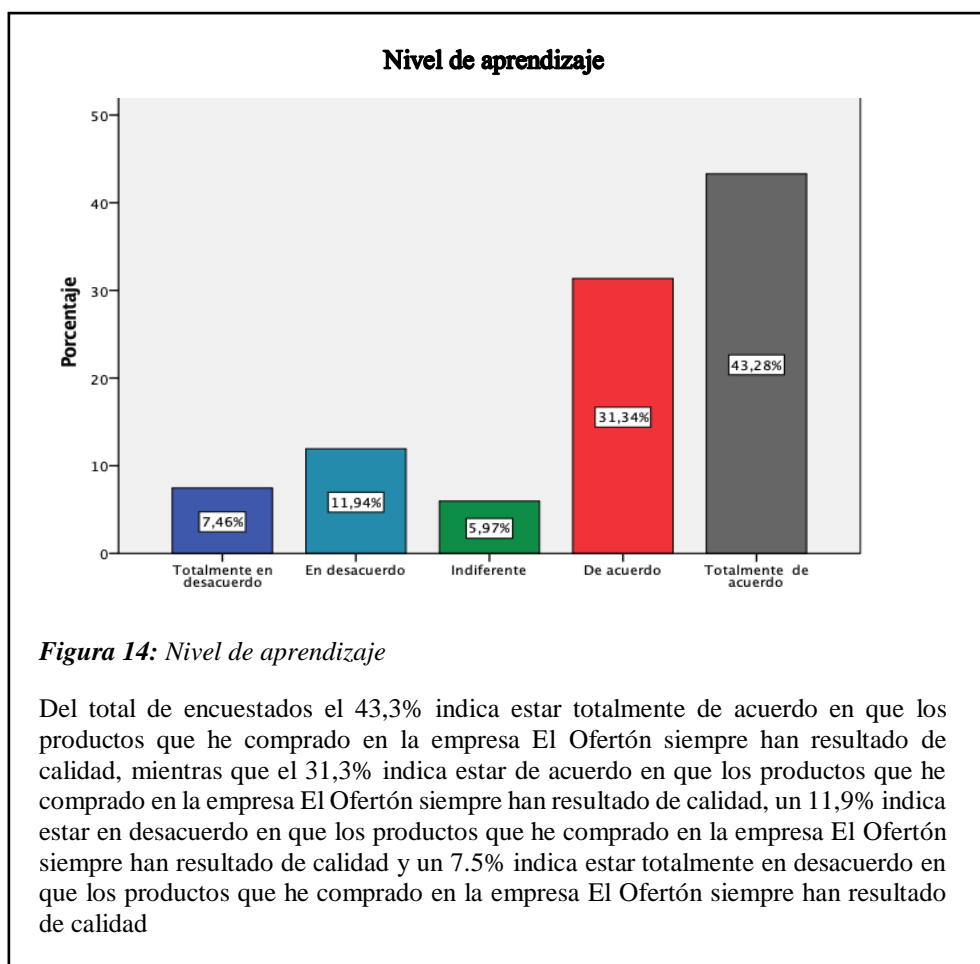 Nivel de aprendizaje
50
40
30
20
10
0
Porcentaje
7,46%
11,94%
5,97%
31,34%
43,28%
Totalmente en
desacuerdo
En desacuerdo
Indiferente
De acuerdo
Totalmente de
acuerdo
Figura 14: Nivel de aprendizaje
Del total de encuestados el 43,3% indica estar totalmente de acuerdo en que los
productos que he comprado en la empresa El Ofertón siempre han resultado de
calidad, mientras que el 31,3% indica estar de acuerdo en que los productos que he
comprado en la empresa El Ofertón siempre han resultado de calidad, un 11,9% indica
estar en desacuerdo en que los productos que he comprado en la empresa El Ofertón
siempre han resultado de calidad y un 7.5% indica estar totalmente en desacuerdo en
que los productos que he comprado en la empresa El Ofertón siempre han resultado
de calidad